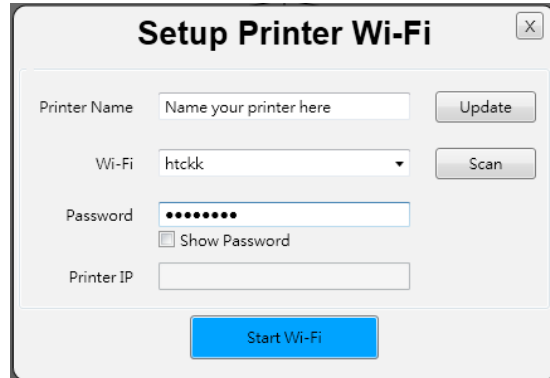 Setup Printer Wi-Fi
X
Printer Name Name your printer here Update
Wi-Fi htckk Scan
Password ●●●●●●●●
Show Password
Printer IP
Start Wi-Fi